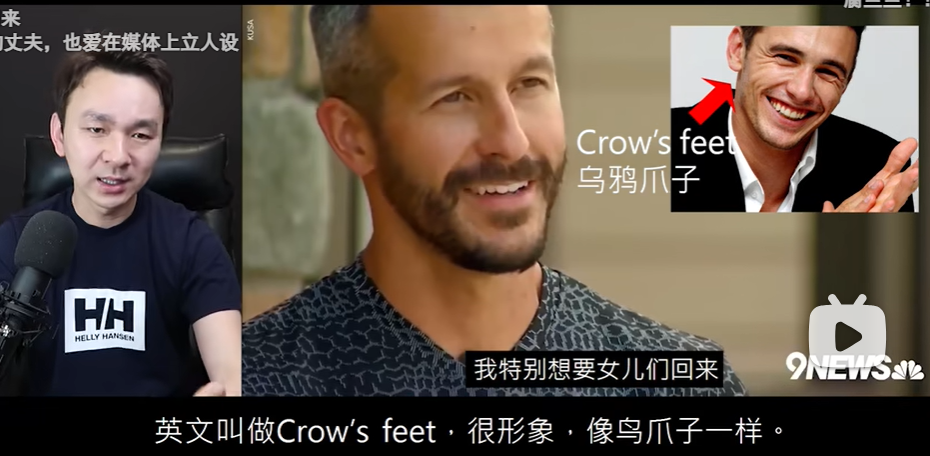 来
丈夫，也爱在媒体上立人设
KUSA
Crow's feet
乌鸦爪子
HH
HELLY HANSEN
我特别想要女儿们回来
9NEWS
英文叫做Crow's feet，很形象，像鸟爪子一样。